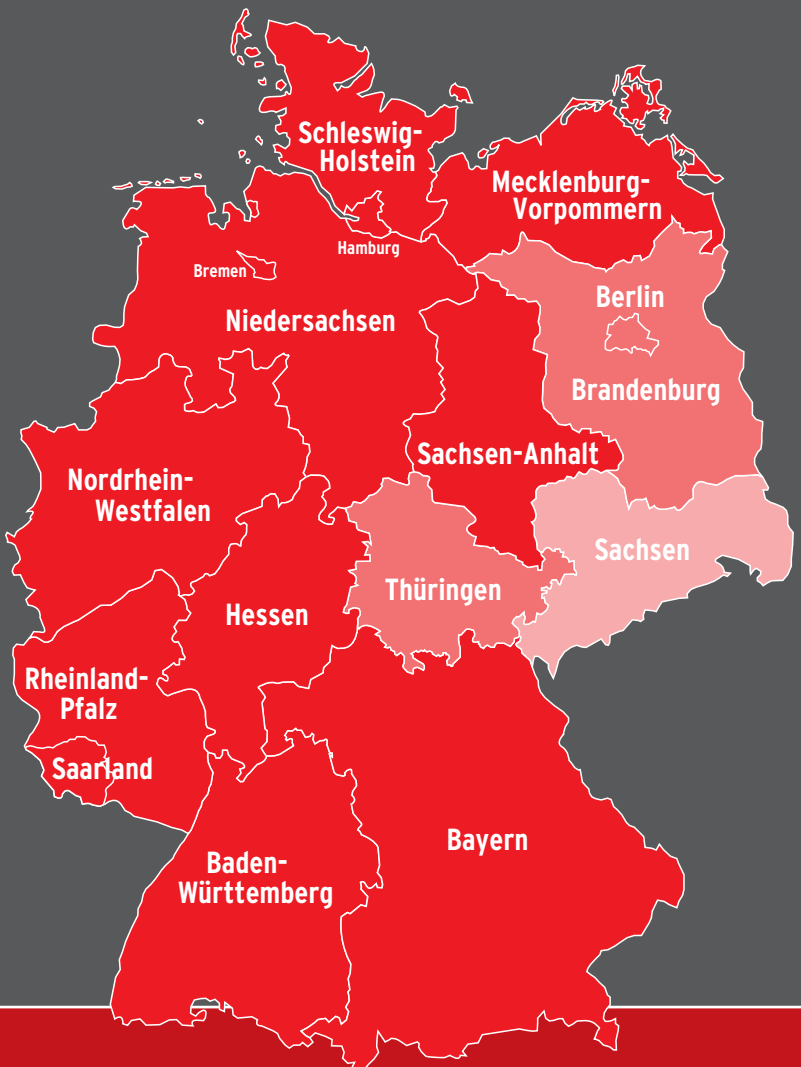 Schleswig-
Holstein
Mecklenburg-
Vorpommern
Hamburg
Bremen
Berlin
Niedersachsen
Brandenburg
Sachsen-Anhalt
Nordrhein-
Westfalen
Sachsen
Thüringen
Hessen
Rheinland-
Pfalz
Saarland
Bayern
Baden-
Württemberg